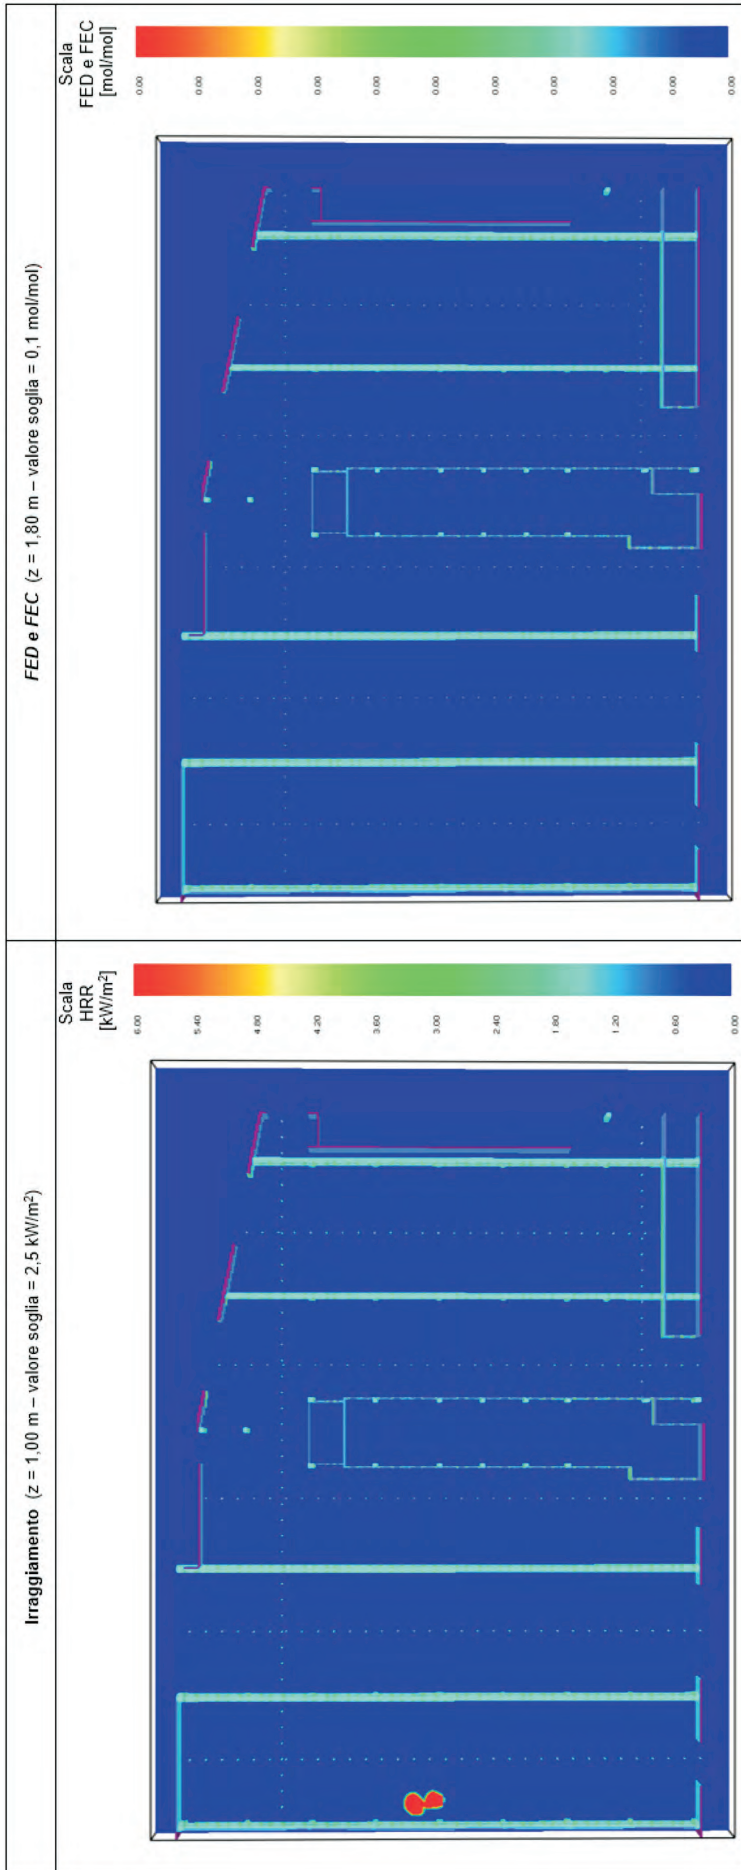 Irraggiamento (z = 1,00 m – valore soglia = 2,5 kW/m²)
Scala
HRR
[kW/m²]
6.00
5.40
4.80
4.20
3.60
3.00
2.40
1.80
1.20
0.60
0.00
FED e FEC (z = 1,80 m – valore soglia = 0,1 mol/mol)
Scala
FED e FEC
[mol/mol]
0.00
0.00
0.00
0.00
0.00
0.00
0.00
0.00
0.00
0.00
0.00